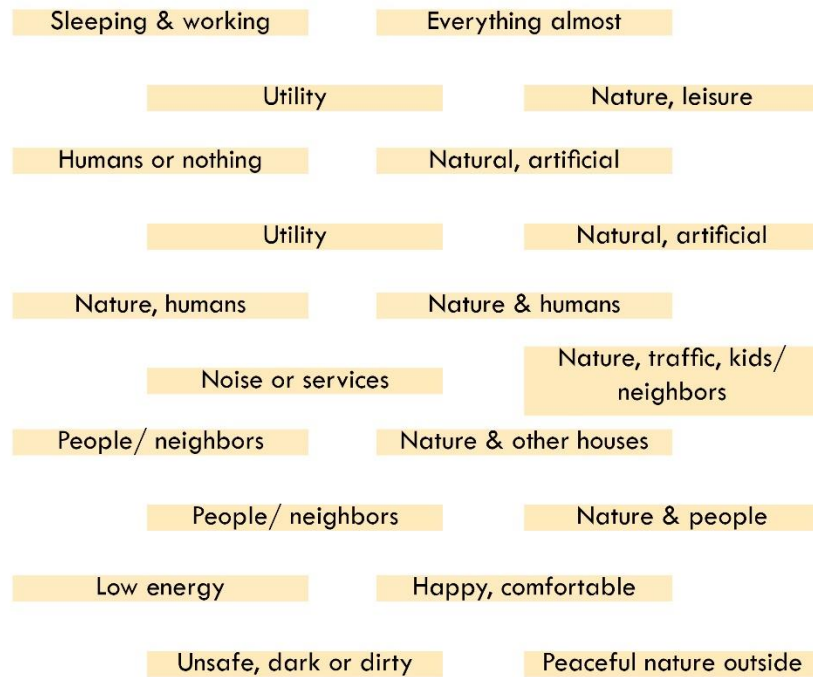 Sleeping & working
Everything almost
Utility
Nature, leisure
Humans or nothing
Natural, artificial
Utility
Natural, artificial
Nature, humans
Nature & humans
Noise or services
Nature, traffic, kids/
neighbors
People/ neighbors
Nature & other houses
People/ neighbors
Nature & people
Low energy
Happy, comfortable
Unsafe, dark or dirty
Peaceful nature outside